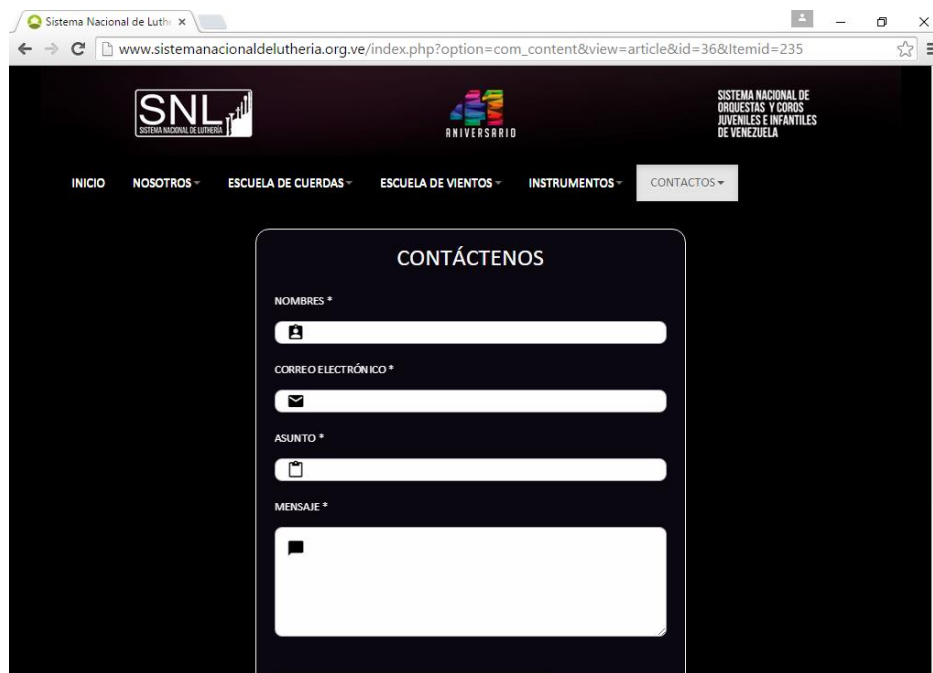 Sistema Nacional de Luthe
www.sistemanacionaldelutheria.org.ve/index.php?option=com_content&view=article&id=36&Itemid=235
SNL
SISTEMA NACIONAL DE LUTHERÍA
41
ANIVERSARIO
SISTEMA NACIONAL DE
ORQUESTAS Y COROS
JUVENILES E INFANTILES
DE VENEZUELA
INICIO NOSOTROS ESCUELA DE CUERDAS ESCUELA DE VIENTOS INSTRUMENTOS CONTACTOS
CONTÁCTENOS
NOMBRES *
CORREO ELECTRÓNICO *
ASUNTO *
MENSAJE *